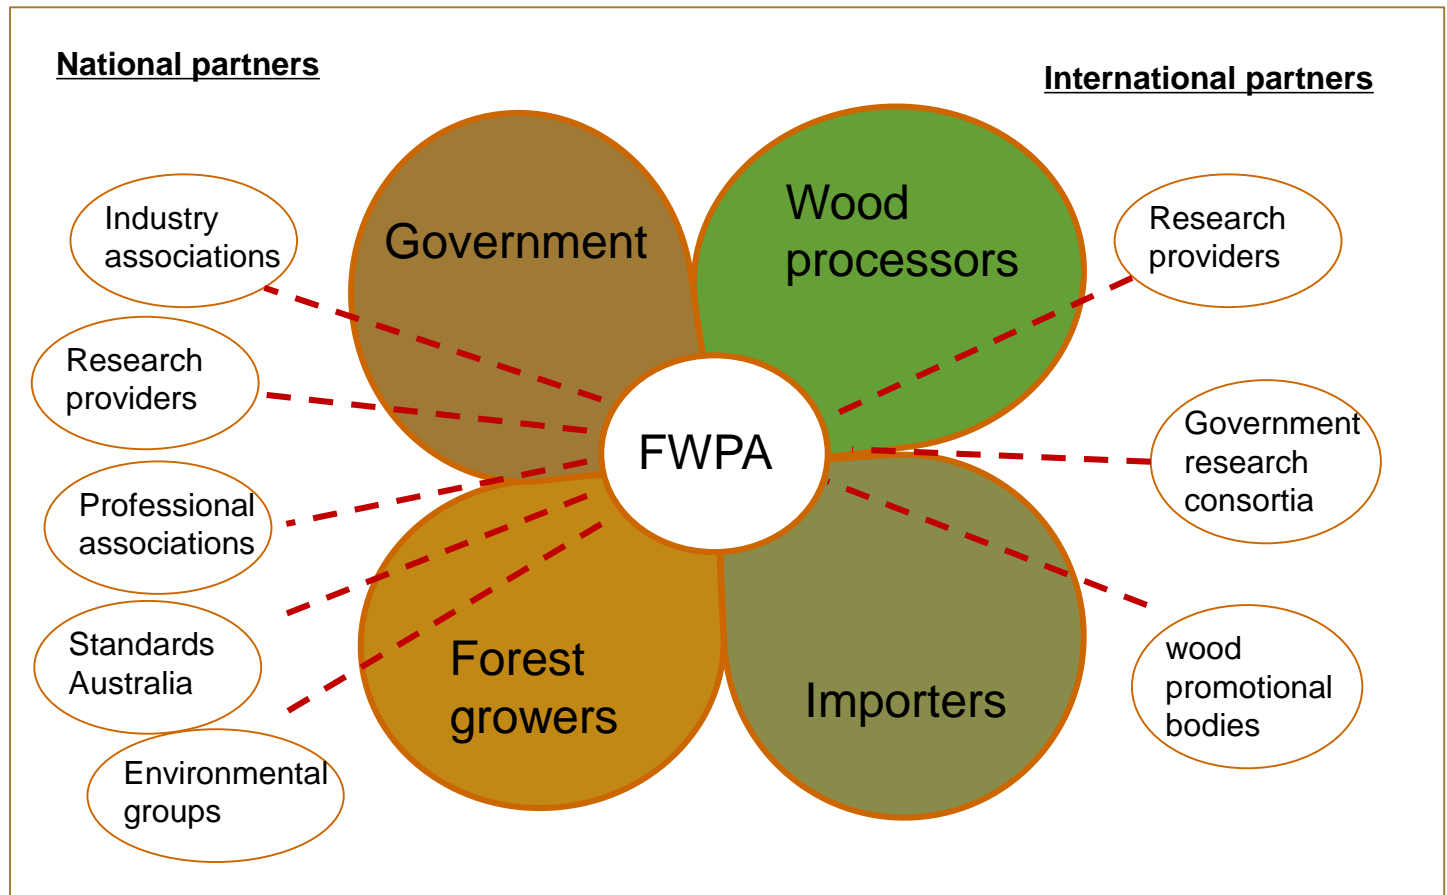 National partners
International partners
Industry
associations
Research
providers
Professional
associations
Standards
Australia
Environmental
groups
Government
Wood
processors
FWPA
Forest
growers
Importers
Research
providers
Government
research
consortia
wood
promotional
bodies